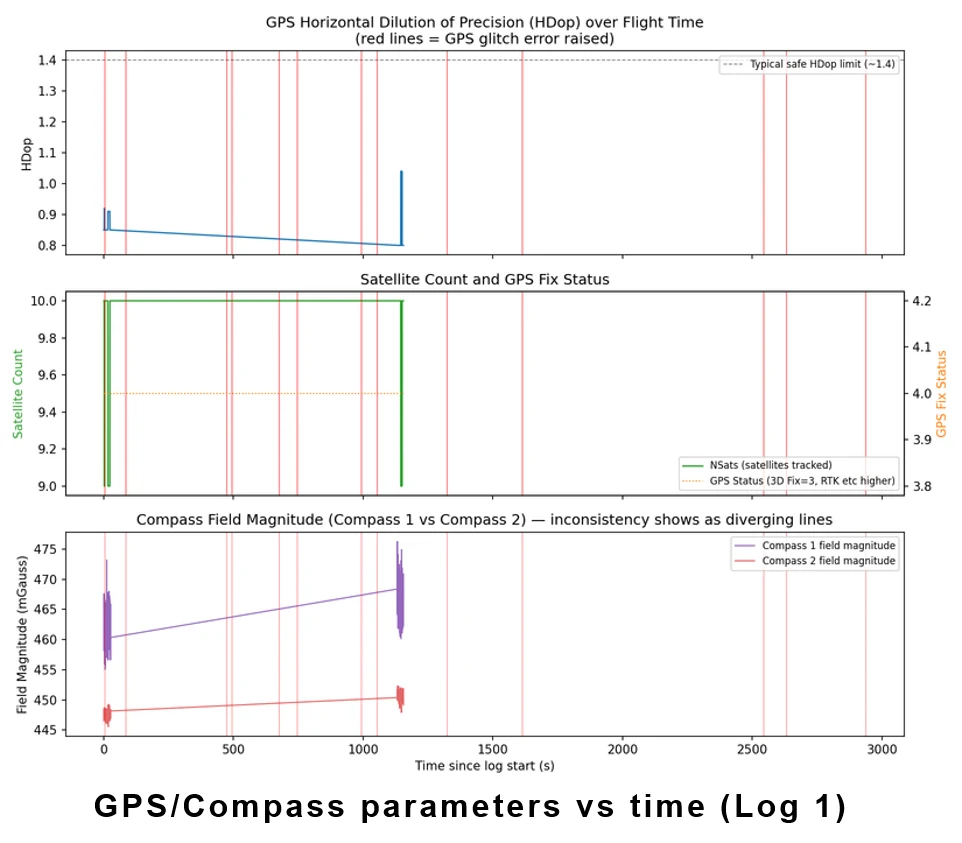 GPS Horizontal Dilution of Precision (HDop) over Flight Time
(red lines = GPS glitch error raised)
1.4
1.3
1.2
1.1
1.0
0.9
0.8
HDop
Typical safe HDop limit (~1.4)
Satellite Count and GPS Fix Status
10.0
9.8
9.6
9.4
9.2
9.0
Satellite Count
4.2
4.1
4.0
3.9
3.8
GPS Fix Status
NSats (satellites tracked)
GPS Status (3D Fix=3, RTK etc higher)
Compass Field Magnitude (Compass 1 vs Compass 2) — inconsistency shows as diverging lines
475
470
465
460
455
450
445
Field Magnitude (mGauss)
Compass 1 field magnitude
Compass 2 field magnitude
0 500 1000 1500 2000 2500 3000
Time since log start (s)
GPS/Compass parameters vs time (Log 1)